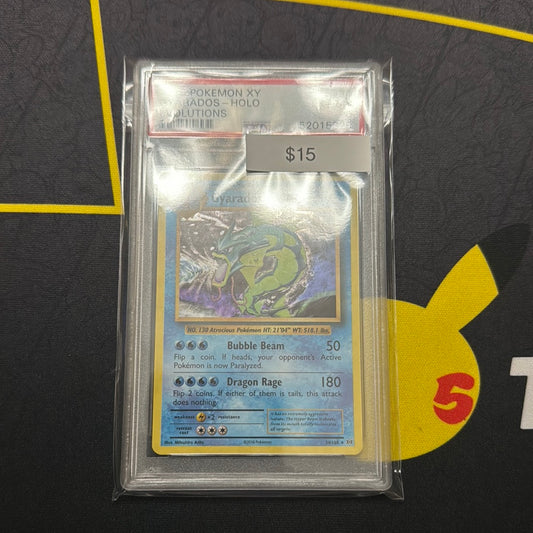 POKEMON XY
HOLO
$15
Gyarados
NO. 130 Atrocious Pokémon HT: 21'04" WT: 518.1 lbs.
Bubble Beam 50
Flip a coin. If heads, your opponent's Active
Pokémon is now Paralyzed.
Dragon Rage 180
Flip 2 coins. If either of them is tails, this attack
does nothing.
weakness ×2 resistance
retreat
cost
5
T